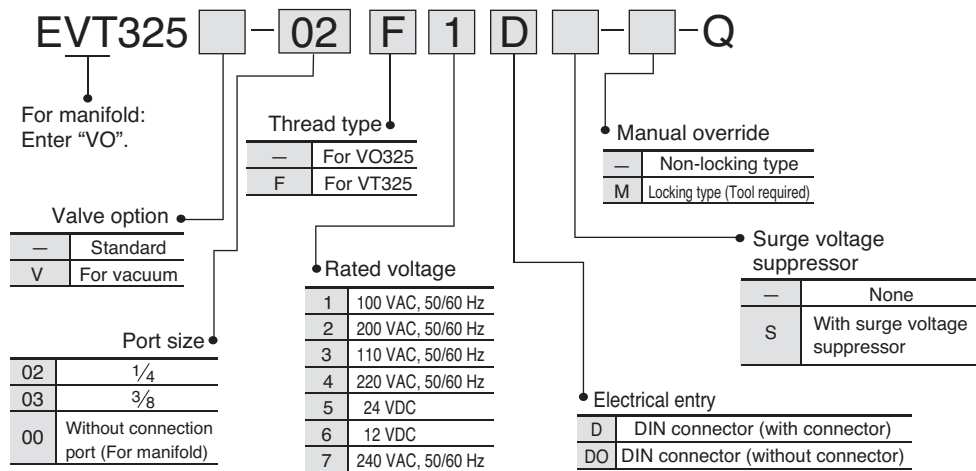 EVT325 – 02 F 1 D – – Q
For manifold:
Enter “VO”.
Thread type
— For VO325
F For VT325
Manual override
— Non-locking type
M Locking type (Tool required)
Valve option
— Standard
V For vacuum
Surge voltage
suppressor
— None
S With surge voltage
suppressor
Rated voltage
1 100 VAC, 50/60 Hz
2 200 VAC, 50/60 Hz
3 110 VAC, 50/60 Hz
4 220 VAC, 50/60 Hz
5 24 VDC
6 12 VDC
7 240 VAC, 50/60 Hz
Port size
02 1/4
03 3/8
00 Without connection
port (For manifold)
Electrical entry
D DIN connector (with connector)
DO DIN connector (without connector)